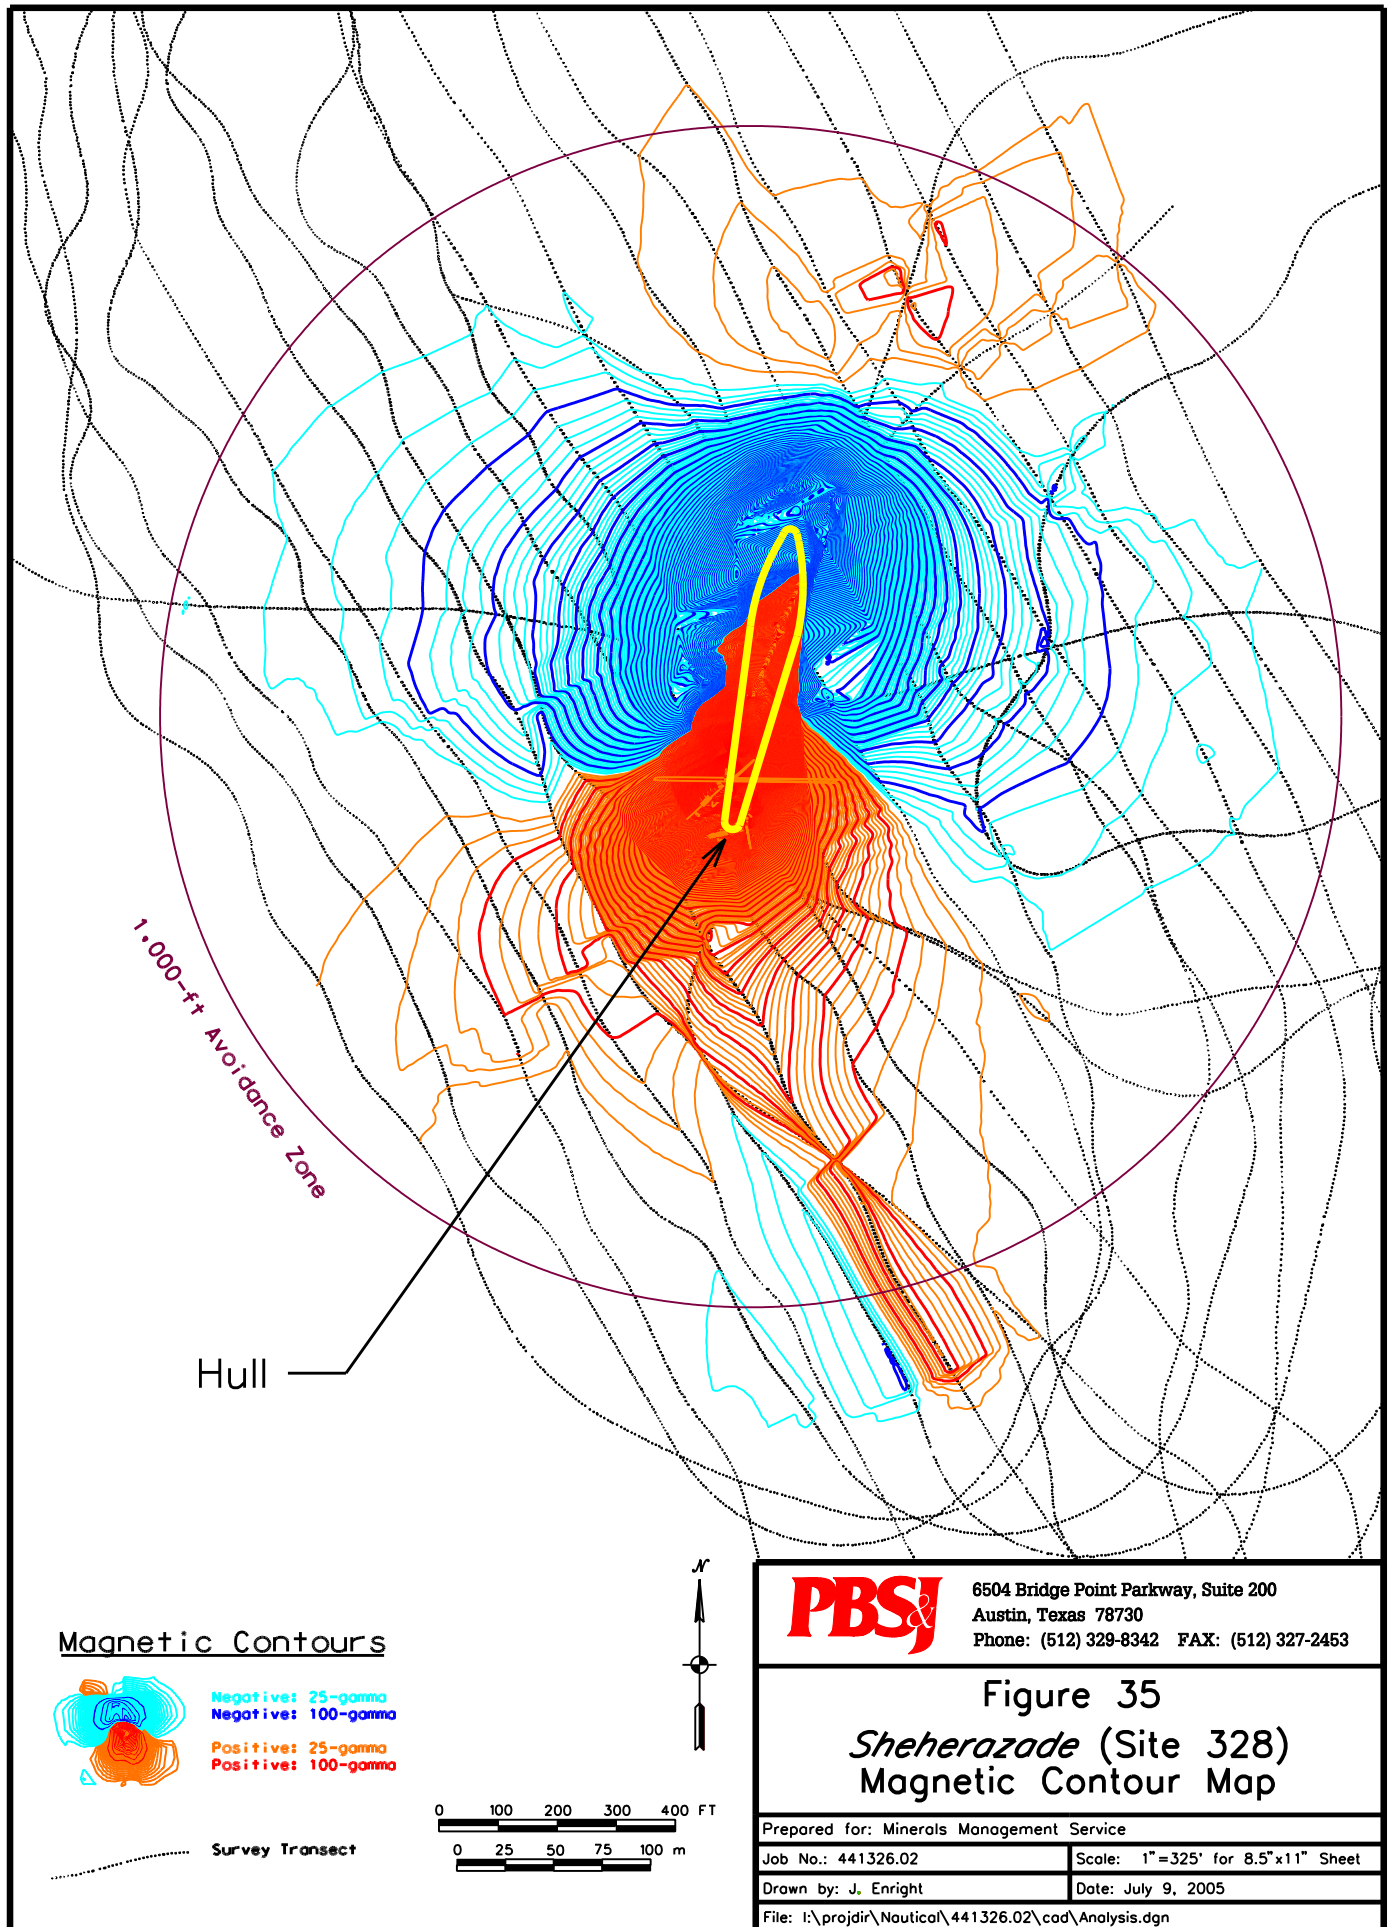 1,000-ft Avoidance Zone
Hull
N
Magnetic Contours
Negative: 25-gamma
Negative: 100-gamma
Positive: 25-gamma
Positive: 100-gamma
Survey Transect
0 100 200 300 400 FT
0 25 50 75 100 m
PBS&J
6504 Bridge Point Parkway, Suite 200
Austin, Texas 78730
Phone: (512) 329-8342 FAX: (512) 327-2453
Figure 35
Sheherazade (Site 328)
Magnetic Contour Map
Prepared for: Minerals Management Service
Job No.: 441326.02
Scale: 1"=325' for 8.5"x11" Sheet
Drawn by: J. Enright
Date: July 9, 2005
File: I:\projdir\Nautical\441326.02\cad\Analysis.dgn